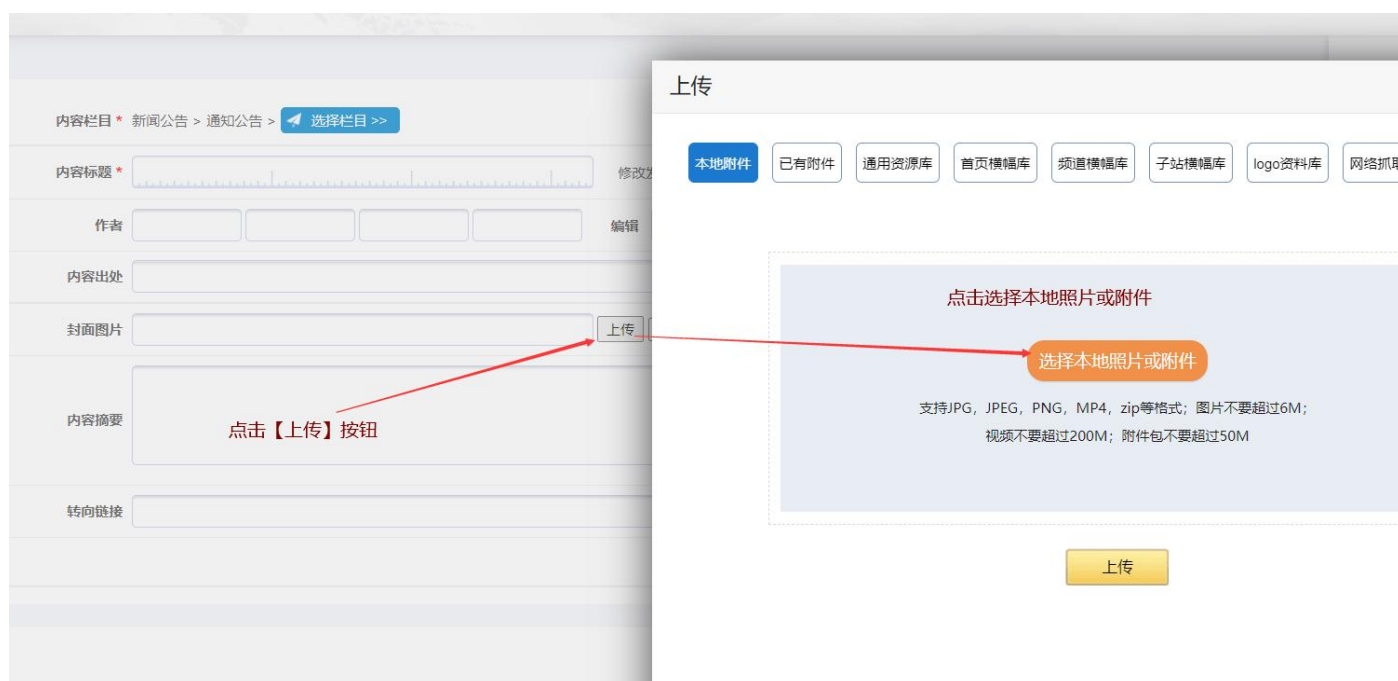 内容栏目 * 新闻公告 > 通知公告 > 选择栏目 >>
内容标题 *
作者 编辑
内容出处
封面图片 上传
内容摘要
点击【上传】按钮
转向链接
上传
本地附件 已有附件 通用资源库 首页横幅库 频道横幅库 子站横幅库 logo资料库
点击选择本地照片或附件
选择本地照片或附件
支持JPG，JPEG，PNG，MP4，zip等格式；图片不要超过6M；
视频不要超过200M；附件包不要超过50M
上传